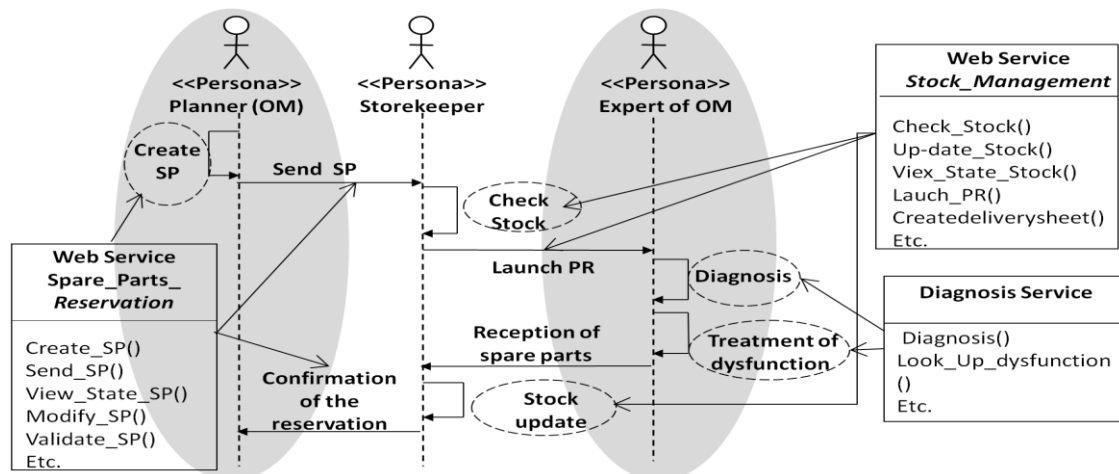 <<Persona>>
Planner (OM)
<<Persona>>
Storekeeper
<<Persona>>
Expert of OM
Web Service
Stock_Management
Check_Stock()
Up-date_Stock()
Viex_State_Stock()
Lauch_PR()
Createdeliverysheet()
Etc.
Create
SP
Send SP
Check
Stock
Launch PR
Web Service
Spare_Parts_
Reservation
Create_SP()
Send_SP()
View_State_SP()
Modify_SP()
Validate_SP()
Etc.
Diagnosis
Diagnosis Service
Diagnosis()
Look_Up_dysfunction
()
Etc.
Treatment of
dysfunction
Reception of
spare parts
Confirmation
of the
reservation
Stock
update